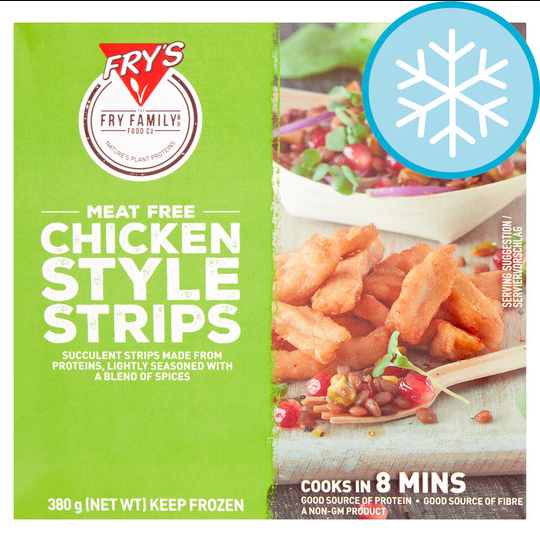 FRY'S
THE
FRY FAMILY
FOOD CO
NATURE'S PLANT PROTEINS
MEAT FREE
CHICKEN
STYLE
STRIPS
SUCCULENT STRIPS MADE FROM
PROTEINS, LIGHTLY SEASONED WITH
A BLEND OF SPICES
380 g (NET WT) KEEP FROZEN
SERVING SUGGESTION /
SERVIERVORSCHLAG
COOKS IN 8 MINS
GOOD SOURCE OF PROTEIN • GOOD SOURCE OF FIBRE
A NON-GM PRODUCT